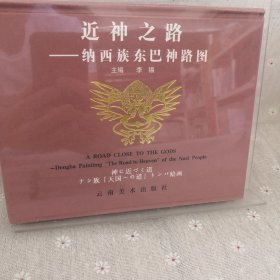 近神之路
——纳西族东巴神路图
主编 李锡
A ROAD CLOSE TO THE GODS
—Dongba Painting "The Road to Heaven" of the Naxi People
神に近づく道
ナシ族「天国への道」トンパ絵画
云南美术出版社